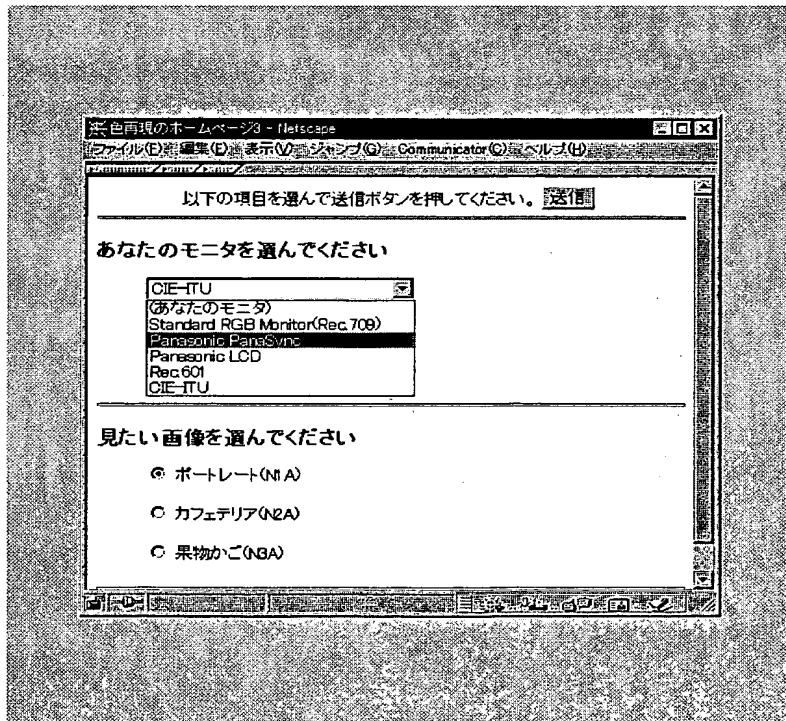 色再現のホームページ3 - Netscape
ファイル(F) 編集(E) 表示(V) ジャンプ(G) Communicator(C) ヘルプ(H)
以下の項目を選んで送信ボタンを押してください。 送信
あなたのモニタを選んでください
CIE-ITU
(あなたのモニタ)
Standard RGB Monitor(Rec.709)
Panasonic PanaSync
Panasonic LCD
Rec.601
CIE-ITU
見たい画像を選んでください
ポートレート(N1A)
カフェテリア(N2A)
果物かご(N3A)